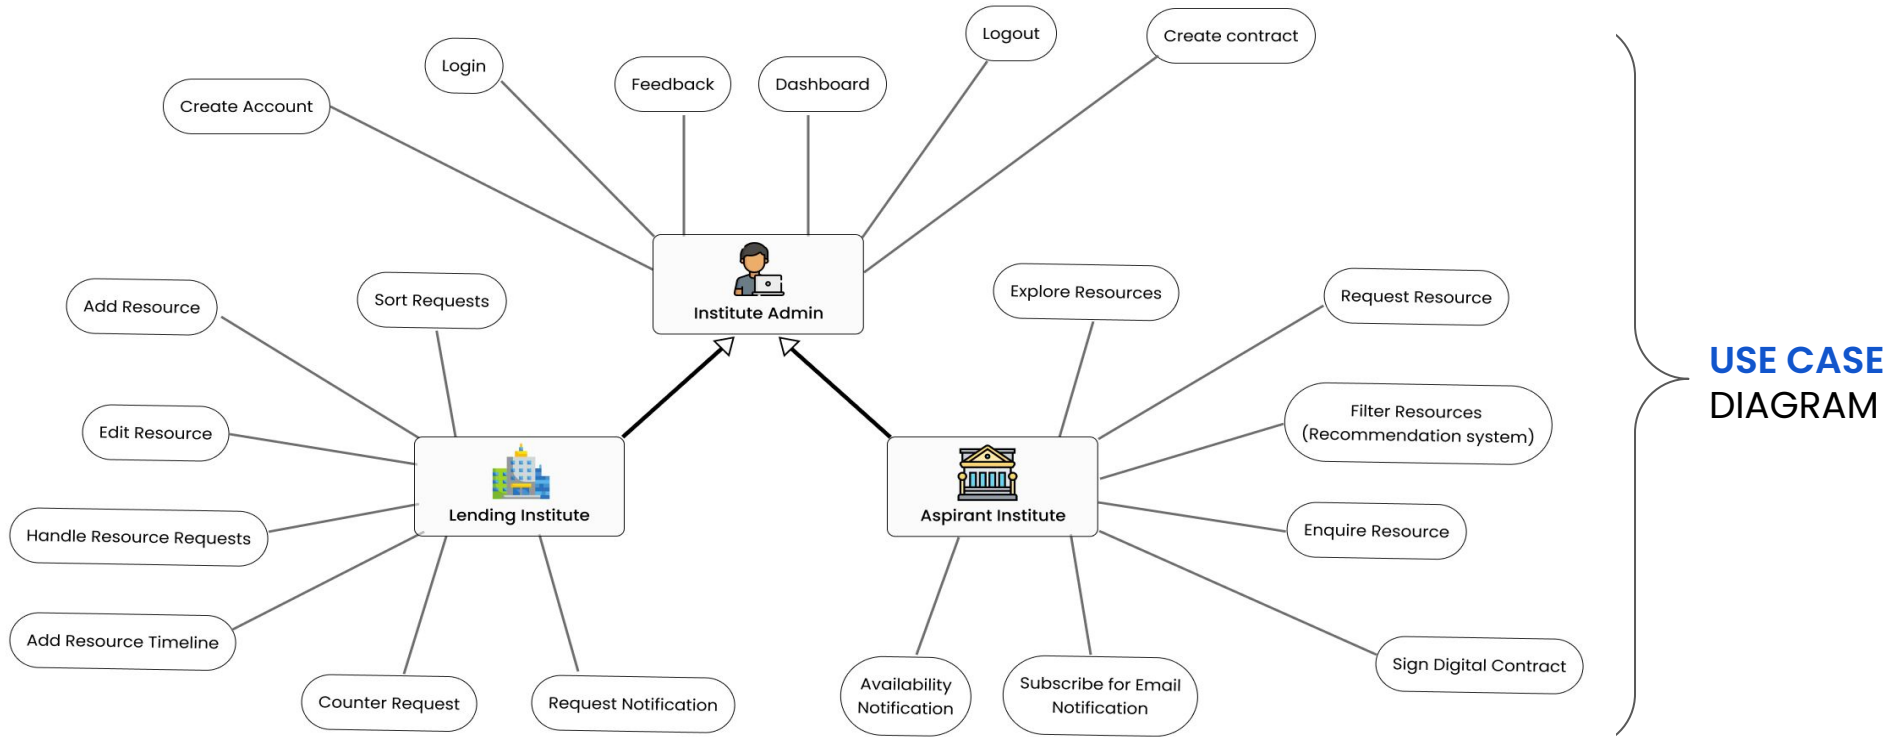 Logout
Create contract
Login
Feedback
Dashboard
Create Account
Institute Admin
Add Resource
Sort Requests
Explore Resources
Request Resource
Edit Resource
Filter Resources
(Recommendation system)
Handle Resource Requests
Lending Institute
Aspirant Institute
Enquire Resource
Add Resource Timeline
Sign Digital Contract
Counter Request
Request Notification
Availability
Notification
Subscribe for Email
Notification
USE CASE
DIAGRAM